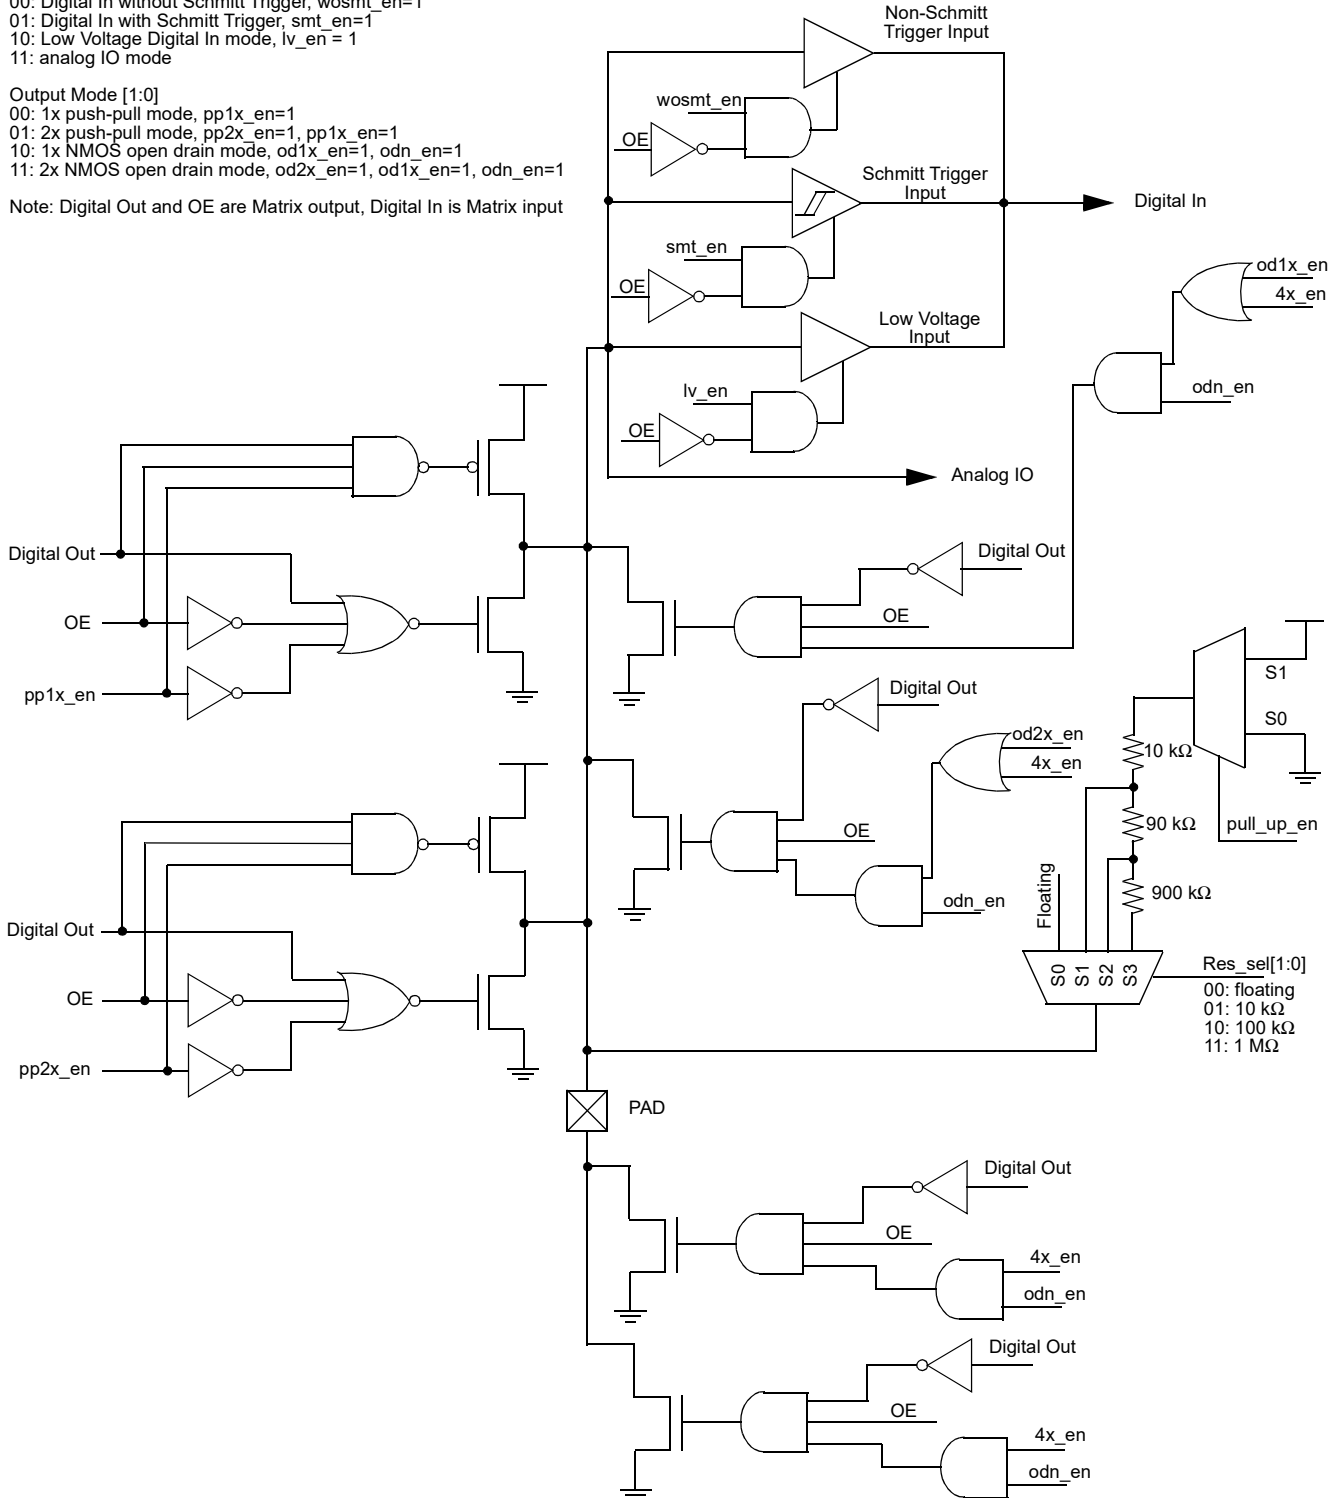 00: Digital In without Schmitt Trigger, wosmt_en=1
01: Digital In with Schmitt Trigger, smt_en=1
10: Low Voltage Digital In mode, lv_en = 1
11: analog IO mode
Output Mode [1:0]
00: 1x push-pull mode, pp1x_en=1
01: 2x push-pull mode, pp2x_en=1, pp1x_en=1
10: 1x NMOS open drain mode, od1x_en=1, odn_en=1
11: 2x NMOS open drain mode, od2x_en=1, od1x_en=1, odn_en=1
Note: Digital Out and OE are Matrix output, Digital In is Matrix input
Non-Schmitt
Trigger Input
wosmt_en
OE
Schmitt Trigger
Input
Digital In
smt_en
OE
od1x_en
4x_en
Low Voltage
Input
lv_en
odn_en
OE
Analog IO
Digital Out
OE
pp1x_en
Digital Out
OE
Digital Out
od2x_en
4x_en
OE
odn_en
S1
S0
10 kΩ
90 kΩ
pull_up_en
900 kΩ
Floating
S0
S1
S2
S3
Res_sel[1:0]
00: floating
01: 10 kΩ
10: 100 kΩ
11: 1 MΩ
Digital Out
OE
pp2x_en
PAD
Digital Out
OE
4x_en
odn_en
Digital Out
OE
4x_en
odn_en